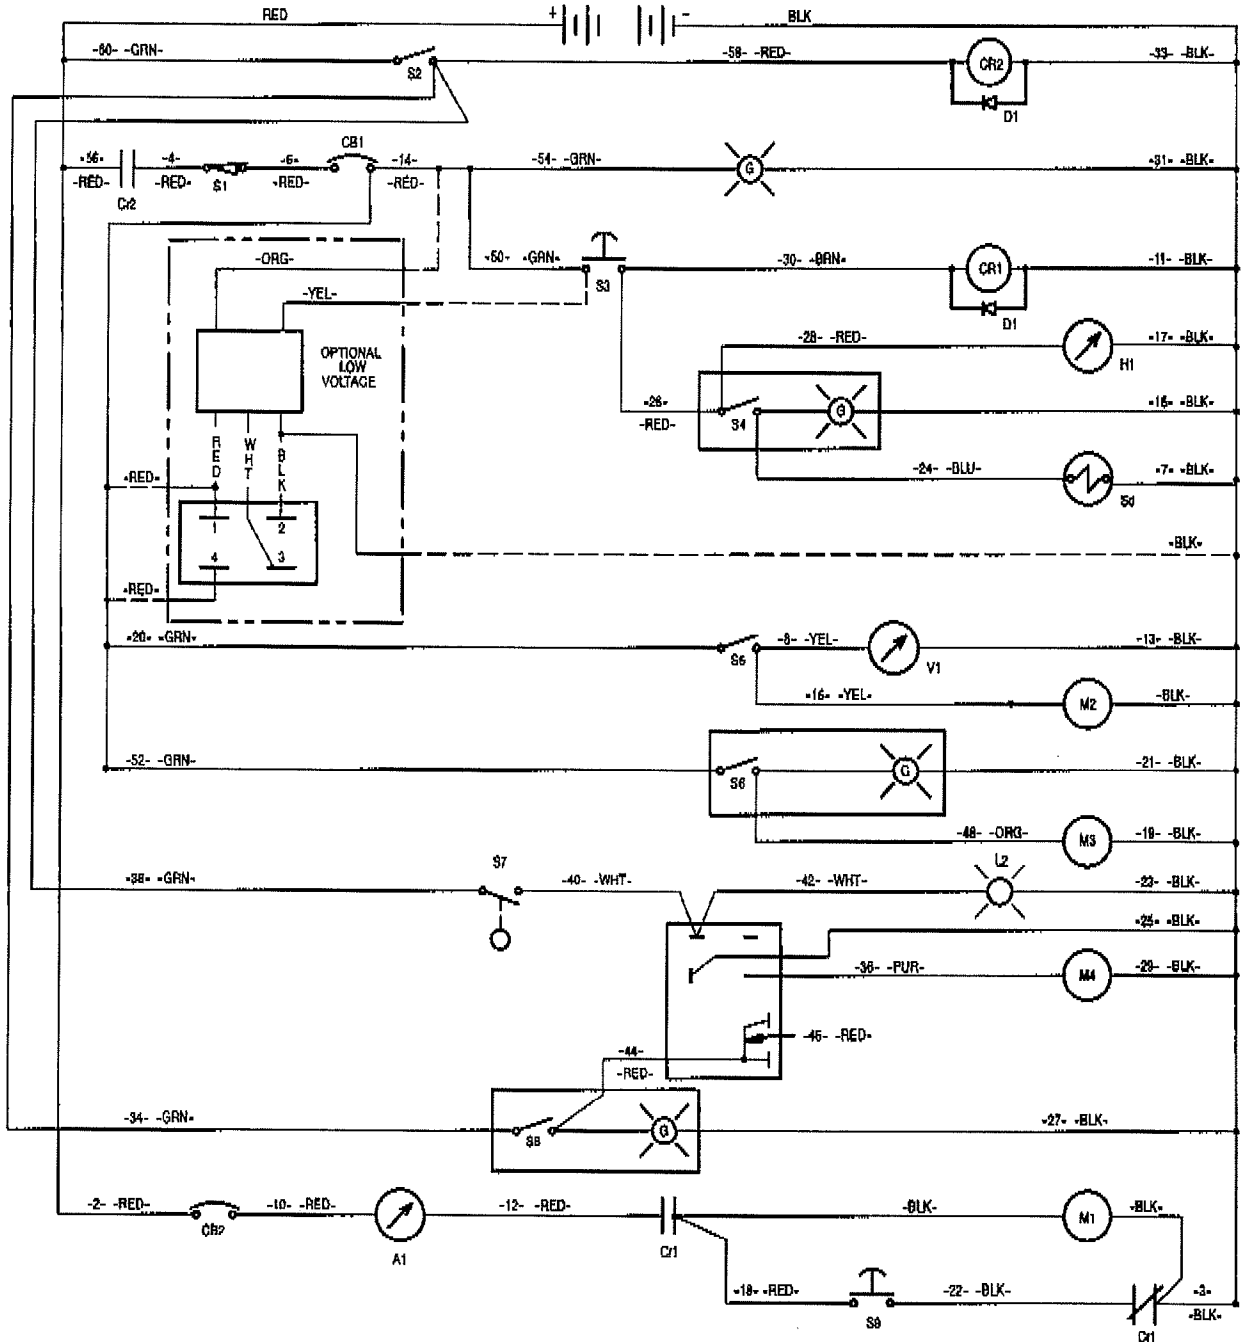 RED
+
-
BLK
-60- -GRN-
S2
-58- -RED-
CR2
-33- -BLK-
D1
-56- -RED-
Cr2
-4- -RED-
S1
-6- -RED-
CB1
-14- -RED-
-54- -GRN-
G
-31- -BLK-
-ORG-
-YEL-
-50- -GRN-
S3
-30- -BRN-
CR1
-11- -BLK-
D1
OPTIONAL
LOW
VOLTAGE
-28- -RED-
H1
-17- -BLK-
-26-
-RED-
S4
G
-15- -BLK-
RED
WHT
BLK
-24- -BLU-
-7- -BLK-
-RED-
1
2
4
3
-BLK-
-RED-
-20- -GRN-
S5
-8- -YEL-
V1
-13- -BLK-
-16- -YEL-
M2
-BLK-
-52- -GRN-
S6
G
-21- -BLK-
-48- -ORG-
M3
-19- -BLK-
-38- -GRN-
S7
-40- -WHT-
-42- -WHT-
L2
-23- -BLK-
-25- -BLK-
-36- -PUR-
M4
-29- -BLK-
-46- -RED-
-44-
-RED-
-34- -GRN-
S8
G
-27- -BLK-
-2- -RED-
CB2
-10- -RED-
A1
-12- -RED-
Cr1
-BLK-
M1
-BLK-
-18- -RED-
S9
-22- -BLK-
Cr1
-3-
-BLK-